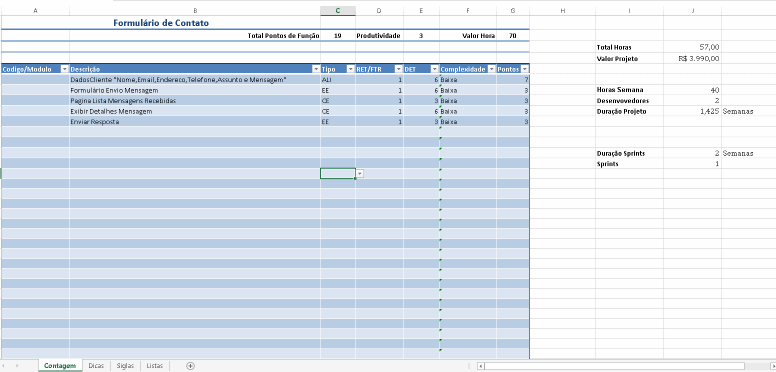 A B C D E F G H I J
Formulário de Contato
Total Pontos de Função 19 Produtividade 3 Valor Hora 70
Total Horas 57,00
Valor Projeto R$ 3.990,00
Codigo/Modulo Descrição Tipo RET/FTR DET Complexidade Pontos
DadosCliente "Nome,Email,Endereco,Telefone,Assunto e Mensagem" ALI 1 6 Baixa 7
Formulário Envio Mensagem EE 1 6 Baixa 3
Horas Semana 40
Pagina Lista Mensagens Recebidas CE 1 6 Baixa 3
Desenvovedores 2
Exibir Detalhes Mensagem CE 1 6 Baixa 3
Duração Projeto 1,425 Semanas
Enviar Resposta EE 1 3 Baixa 3
Duração Sprints 2 Semanas
Sprints 1
Contagem Dicas Siglas Listas